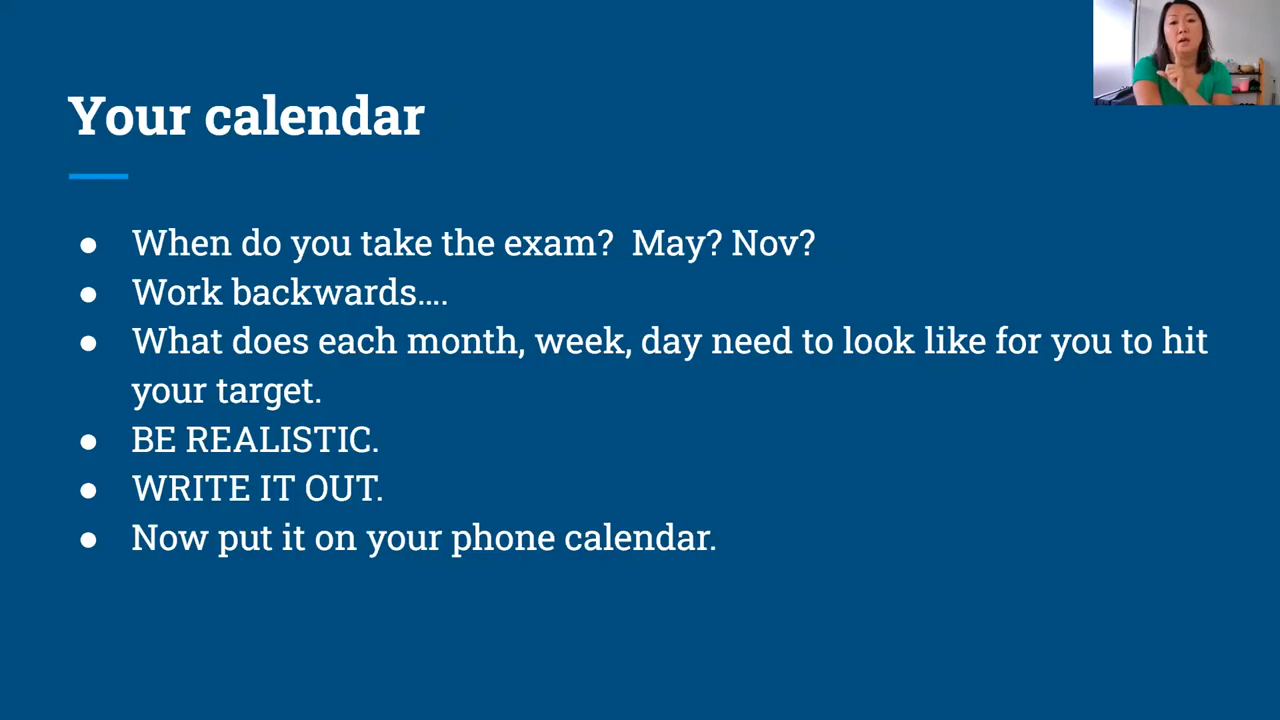 Your calendar
● When do you take the exam?  May? Nov?
● Work backwards....
● What does each month, week, day need to look like for you to hit
your target.
● BE REALISTIC.
● WRITE IT OUT.
● Now put it on your phone calendar.